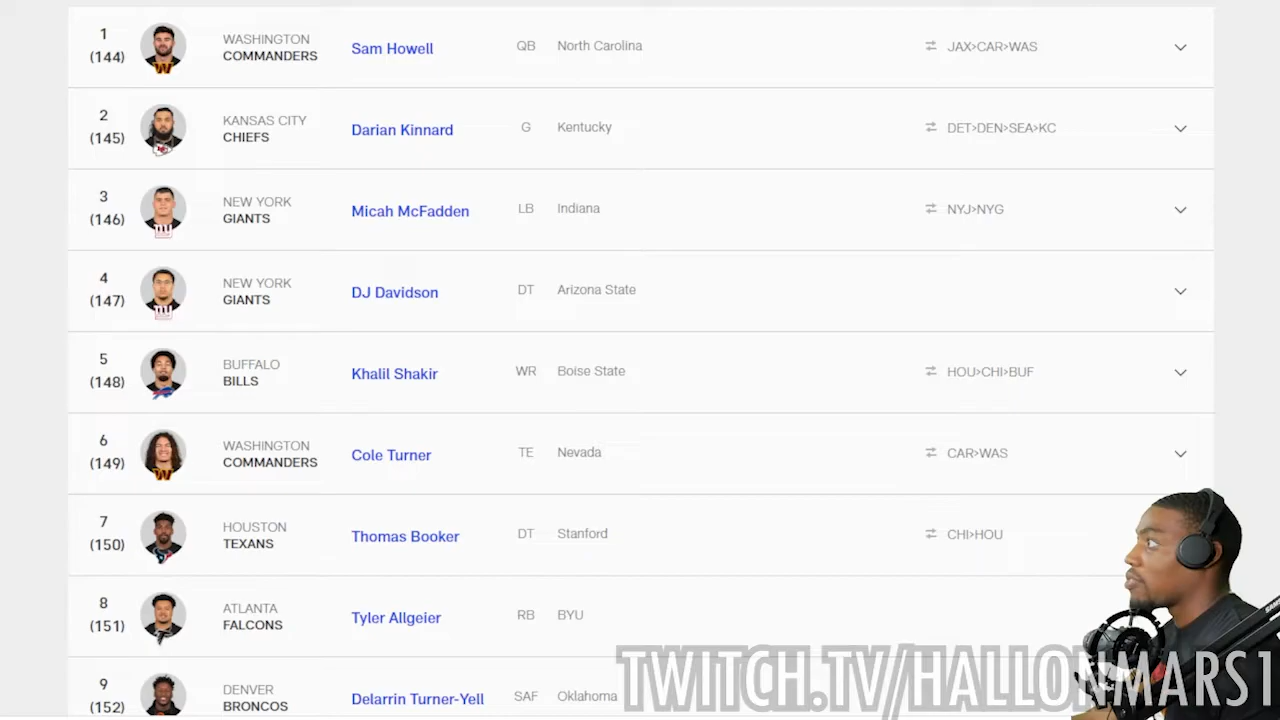 1
(144)
WASHINGTON
COMMANDERS
Sam Howell
QB
North Carolina
JAX>CAR>WAS
2
(145)
KANSAS CITY
CHIEFS
Darian Kinnard
G
Kentucky
DET>DEN>SEA>KC
3
(146)
NEW YORK
GIANTS
Micah McFadden
LB
Indiana
NYJ>NYG
4
(147)
NEW YORK
GIANTS
DJ Davidson
DT
Arizona State
5
(148)
BUFFALO
BILLS
Khalil Shakir
WR
Boise State
HOU>CHI>BUF
6
(149)
WASHINGTON
COMMANDERS
Cole Turner
TE
Nevada
CAR>WAS
7
(150)
HOUSTON
TEXANS
Thomas Booker
DT
Stanford
CHI>HOU
8
(151)
ATLANTA
FALCONS
Tyler Allgeier
RB
BYU
9
(152)
DENVER
BRONCOS
Delarrin Turner-Yell
SAF
Oklahoma
TWITCH.TV/HALLONMARS1